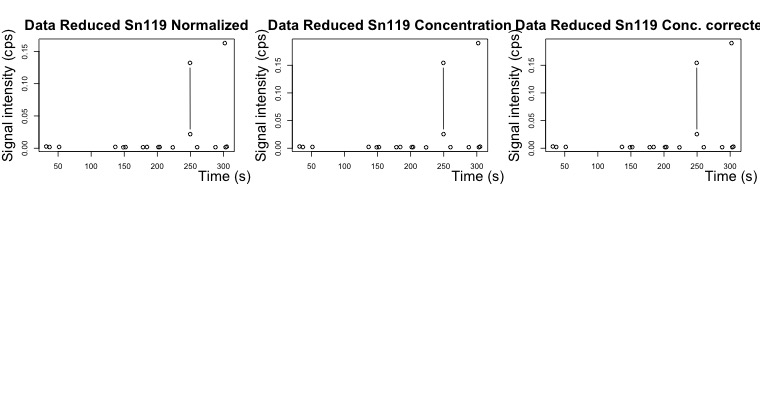 Data Reduced Sn119 Normalized
Signal intensity (cps)
0.00 0.05 0.10 0.15
50 100 150 200 250 300
Time (s)
Data Reduced Sn119 Concentration
Signal intensity (cps)
0.00 0.05 0.10 0.15
50 100 150 200 250 300
Time (s)
Data Reduced Sn119 Conc. correcte
Signal intensity (cps)
0.00 0.05 0.10 0.15
50 100 150 200 250 300
Time (s)